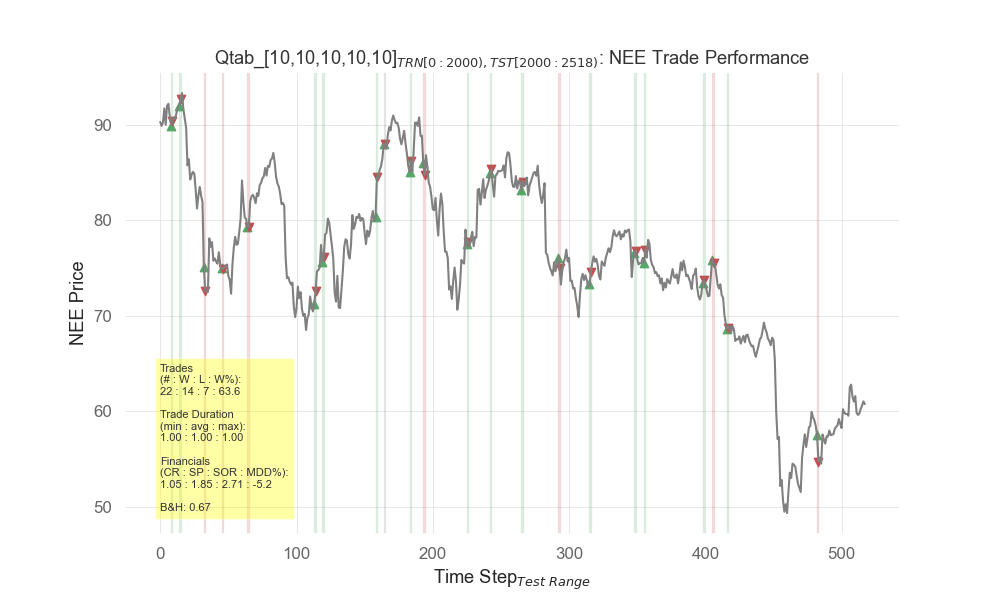 Qtab_[10,10,10,10,10]TRN[0 : 2000), TST[2000 : 2518): NEE Trade Performance
90
80
70
60
50
NEE Price
Trades
(# : W : L : W%):
22 : 14 : 7 : 63.6
Trade Duration
(min : avg : max):
1.00 : 1.00 : 1.00
Financials
(CR : SP : SOR : MDD%):
1.05 : 1.85 : 2.71 : -5.2
B&H: 0.67
0 100 200 300 400 500
Time StepTest Range